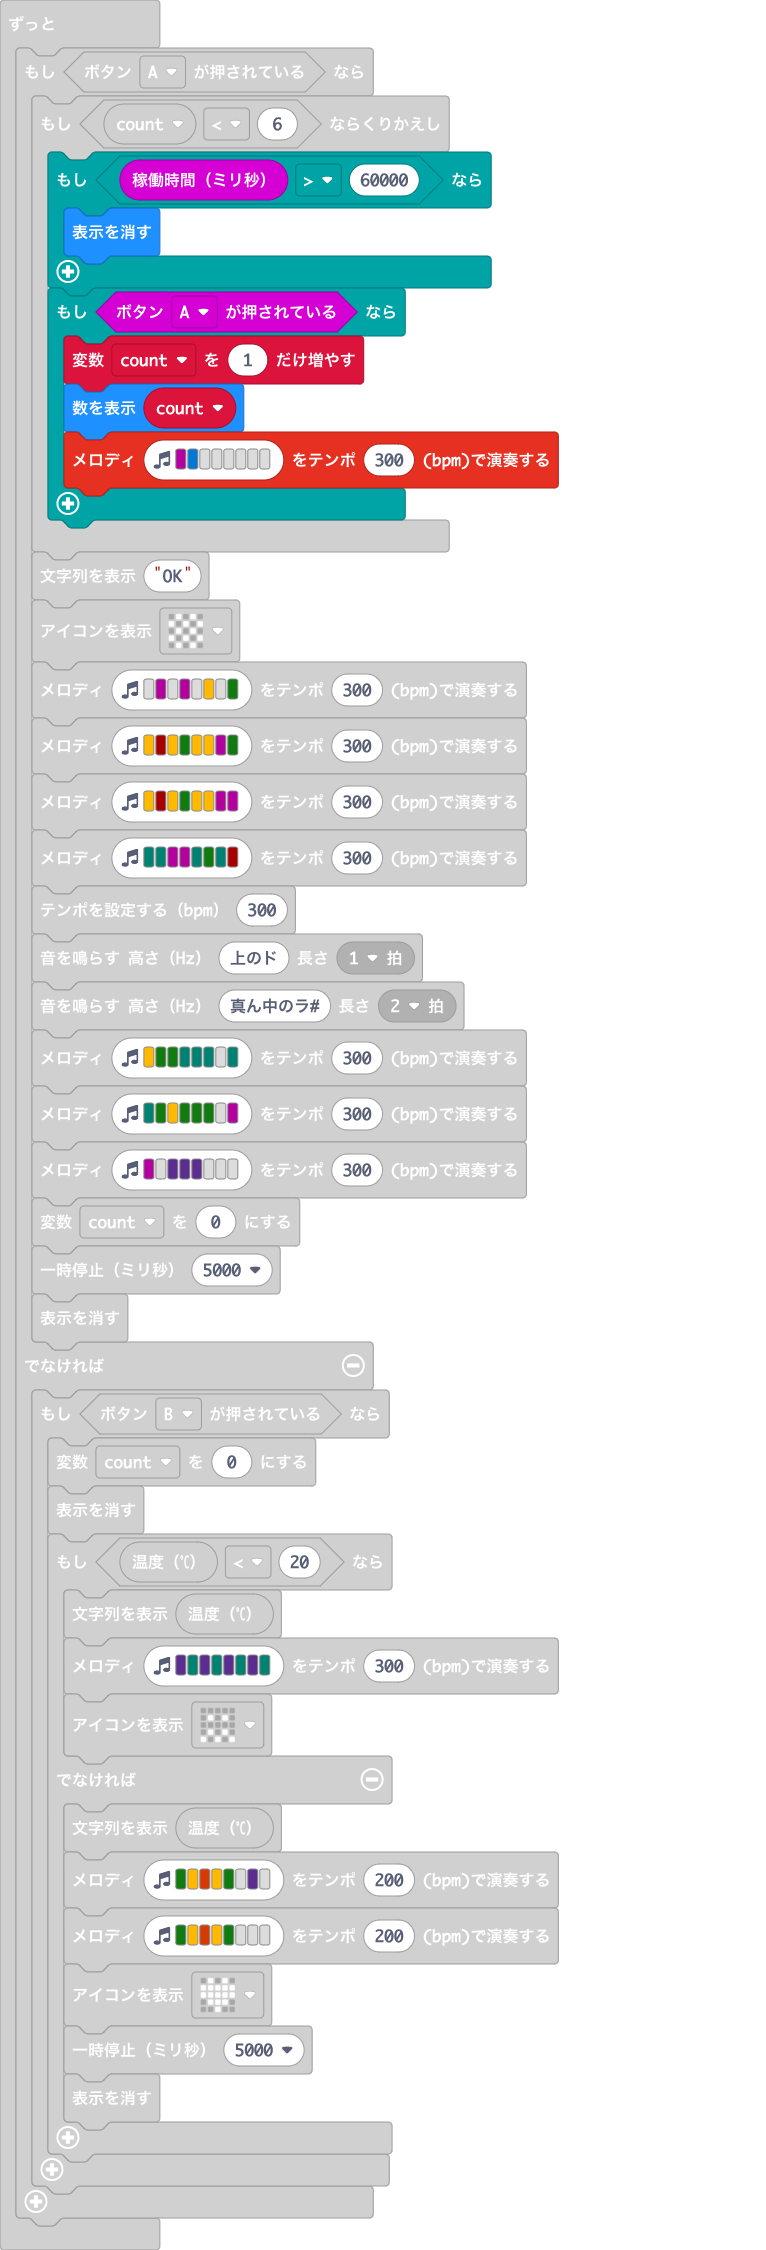 ずっと
もし ボタン A が押されている なら
もし count < 6 ならくりかえし
もし 稼働時間（ミリ秒） > 60000 なら
表示を消す
もし ボタン A が押されている なら
変数 count を 1 だけ増やす
数を表示 count
メロディ をテンポ 300 (bpm)で演奏する
文字列を表示 "OK"
アイコンを表示
メロディ をテンポ 300 (bpm)で演奏する
メロディ をテンポ 300 (bpm)で演奏する
メロディ をテンポ 300 (bpm)で演奏する
メロディ をテンポ 300 (bpm)で演奏する
テンポを設定する（bpm） 300
音を鳴らす 高さ（Hz） 上のド 長さ 1 拍
音を鳴らす 高さ（Hz） 真ん中のラ# 長さ 2 拍
メロディ をテンポ 300 (bpm)で演奏する
メロディ をテンポ 300 (bpm)で演奏する
メロディ をテンポ 300 (bpm)で演奏する
変数 count を 0 にする
一時停止（ミリ秒） 5000
表示を消す
でなければ
もし ボタン B が押されている なら
変数 count を 0 にする
表示を消す
もし 温度（℃） < 20 なら
文字列を表示 温度（℃）
メロディ をテンポ 300 (bpm)で演奏する
アイコンを表示
でなければ
文字列を表示 温度（℃）
メロディ をテンポ 200 (bpm)で演奏する
メロディ をテンポ 200 (bpm)で演奏する
アイコンを表示
一時停止（ミリ秒） 5000
表示を消す